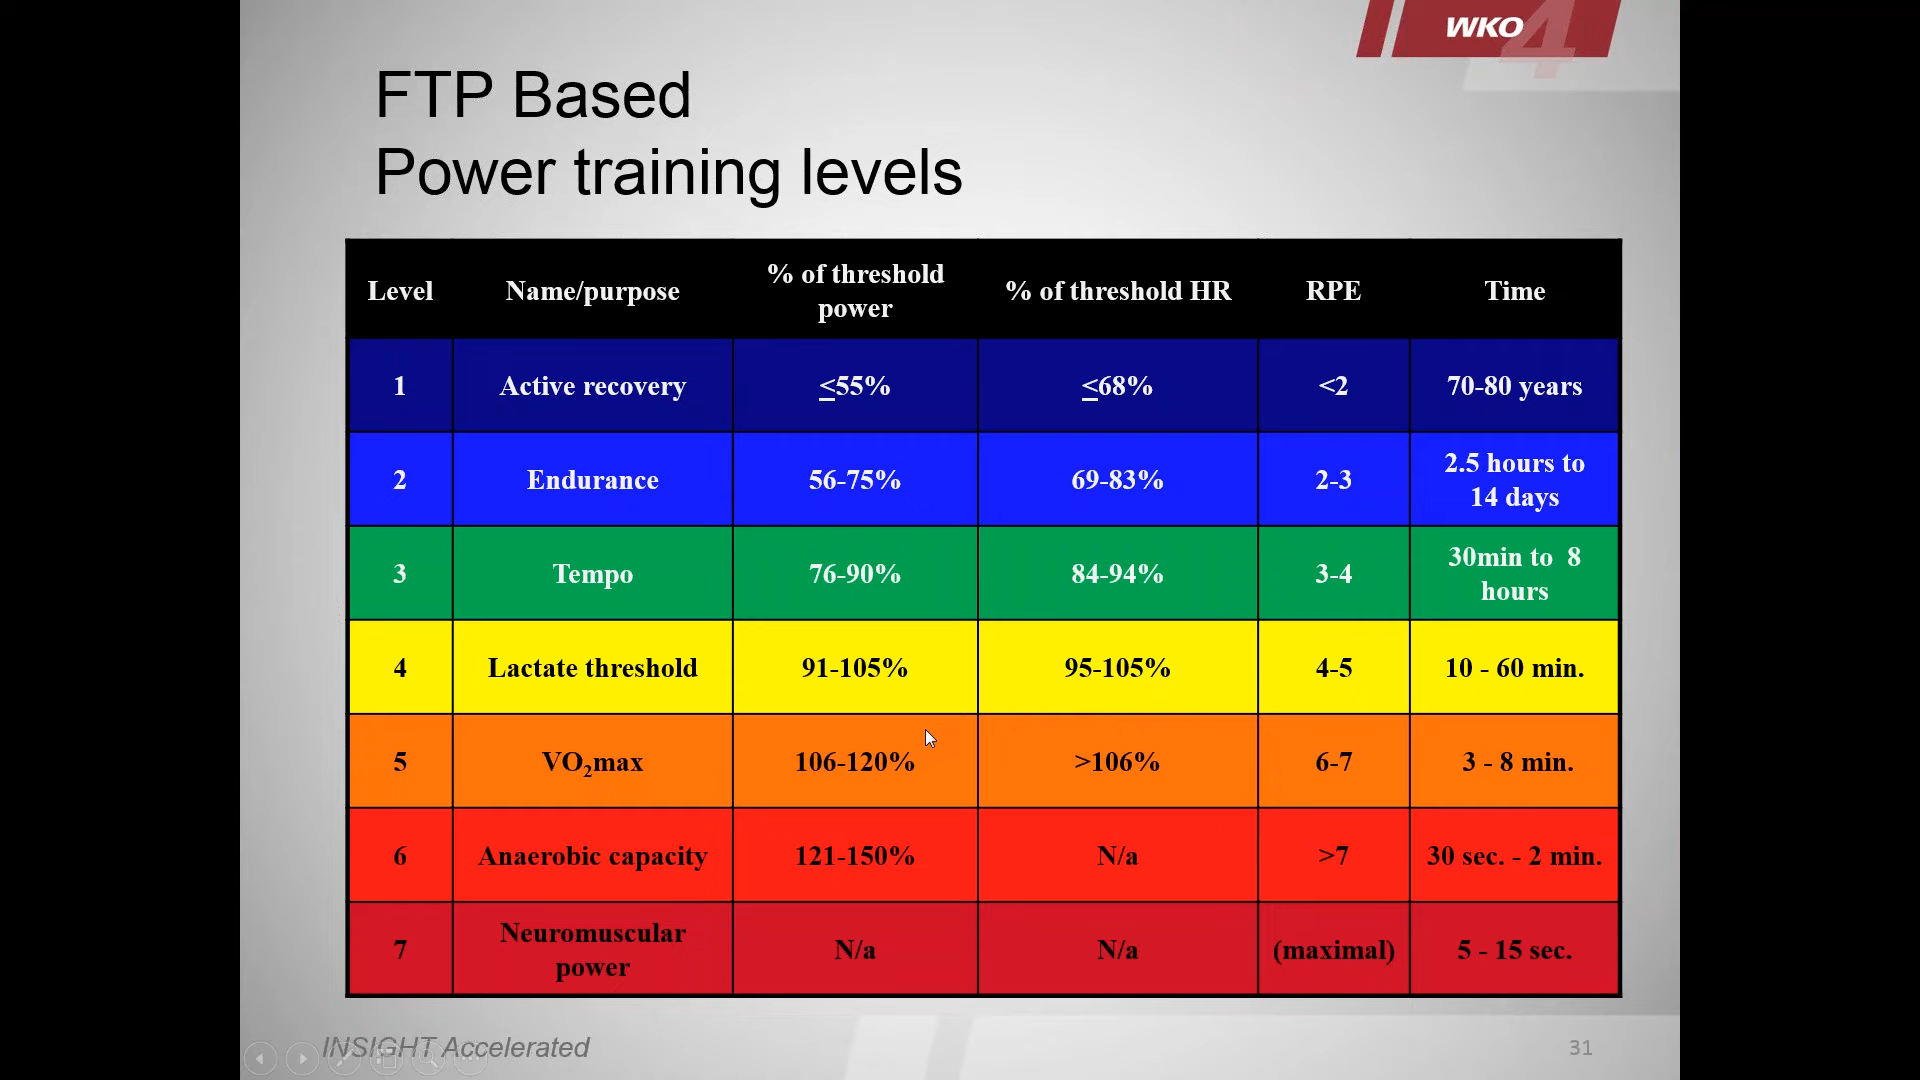 WKO 4
FTP Based
Power training levels
Level Name/purpose % of threshold power % of threshold HR RPE Time
1 Active recovery ≤55% ≤68% <2 70-80 years
2 Endurance 56-75% 69-83% 2-3 2.5 hours to 14 days
3 Tempo 76-90% 84-94% 3-4 30min to 8 hours
4 Lactate threshold 91-105% 95-105% 4-5 10 - 60 min.
5 VO₂max 106-120% >106% 6-7 3 - 8 min.
6 Anaerobic capacity 121-150% N/a >7 30 sec. - 2 min.
7 Neuromuscular power N/a N/a (maximal) 5 - 15 sec.
INSIGHT Accelerated
31